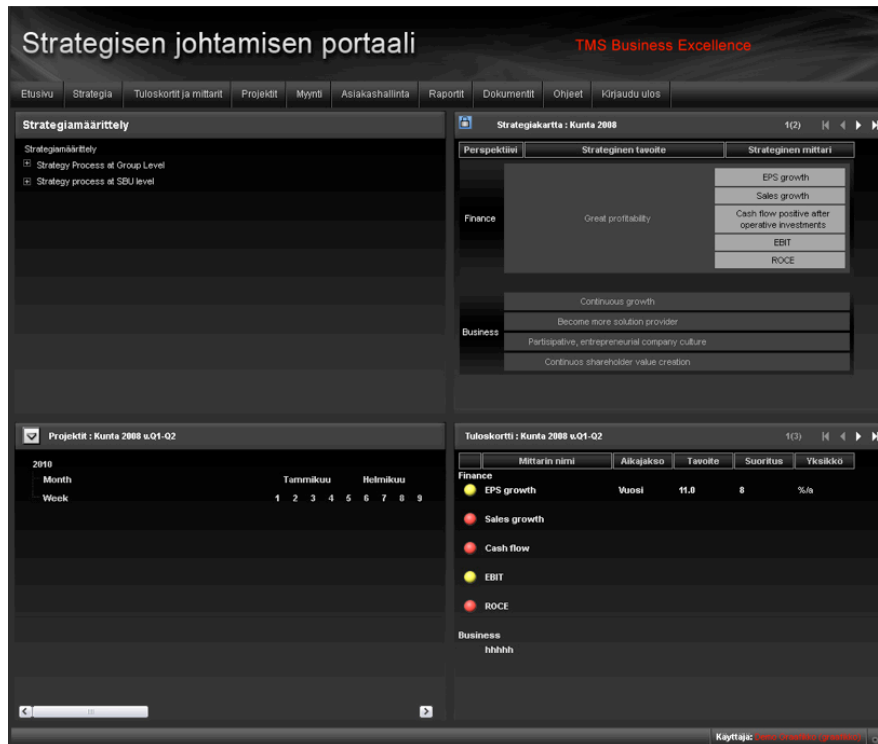 Strategisen johtamisen portaali
TMS Business Excellence
Etusivu Strategia Tuloskortit ja mittarit Projektit Myynti Asiakashallinta Raportit Dokumentit Ohjeet Kirjaudu ulos
Strategiamäärittely
Strategiamäärittely
Strategy Process at Group Level
Strategy process at SBU level
Strategiakartta : Kunta 2008 1(2)
Perspektiivi Strateginen tavoite Strateginen mittari
Finance
Great profitability
EPS growth
Sales growth
Cash flow positive after
operative investments
EBIT
ROCE
Business
Continuous growth
Become more solution provider
Partisipative, entrepreneurial company culture
Continuos shareholder value creation
Projektit : Kunta 2008 v.Q1-Q2
2010
Month Tammikuu Helmikuu
Week 1 2 3 4 5 6 7 8 9
Tuloskortti : Kunta 2008 v.Q1-Q2 1(3)
Mittarin nimi Aikajakso Tavoite Suoritus Yksikkö
Finance
EPS growth Vuosi 11.0 8 %/a
Sales growth
Cash flow
EBIT
ROCE
Business
hhhhh
Käyttäjä: